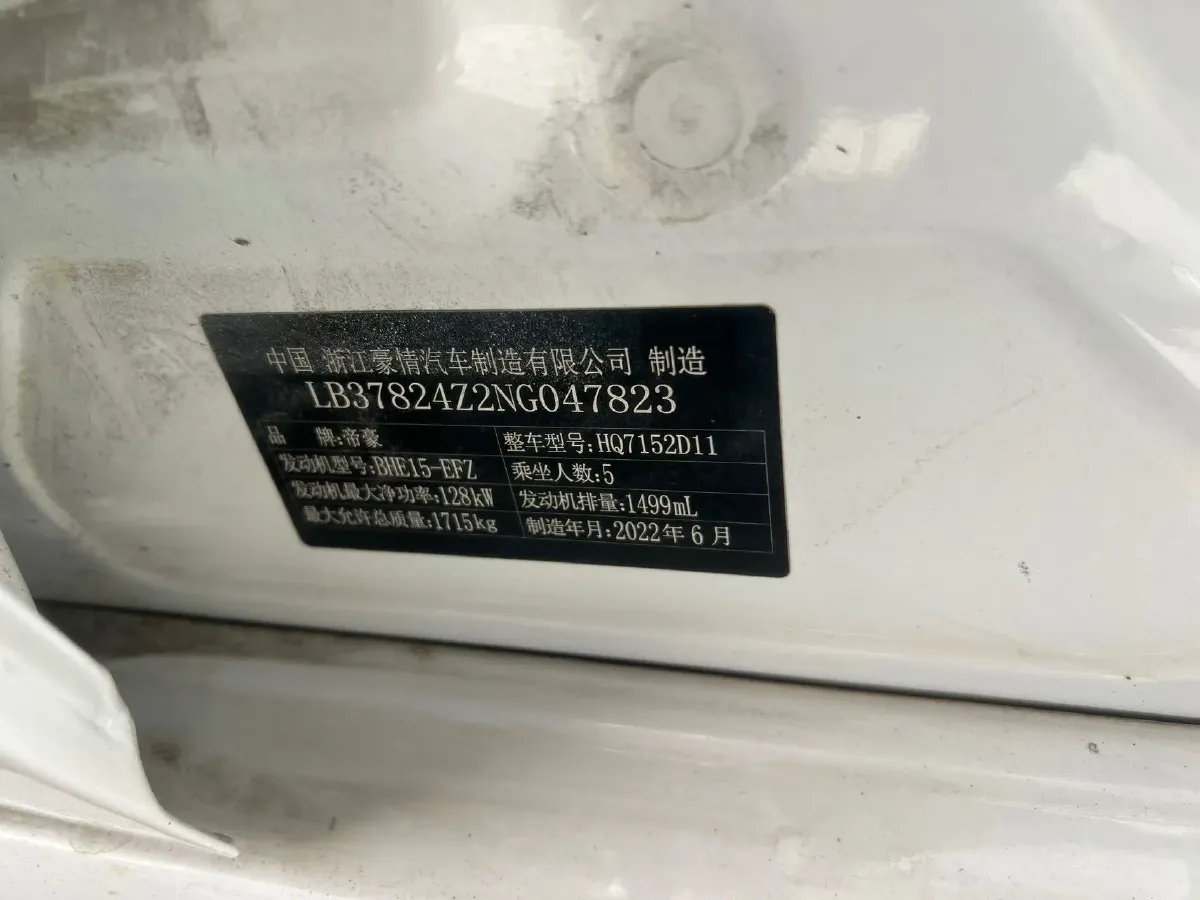 中国 浙江豪情汽车制造有限公司 制造
LB37824Z2NG047823
品 牌:帝豪 整车型号:HQ7152D11
发动机型号:BHE15-EFZ 乘坐人数:5
发动机最大净功率:128kW 发动机排量:1499mL
最大允许总质量:1715kg 制造年月:2022年6月